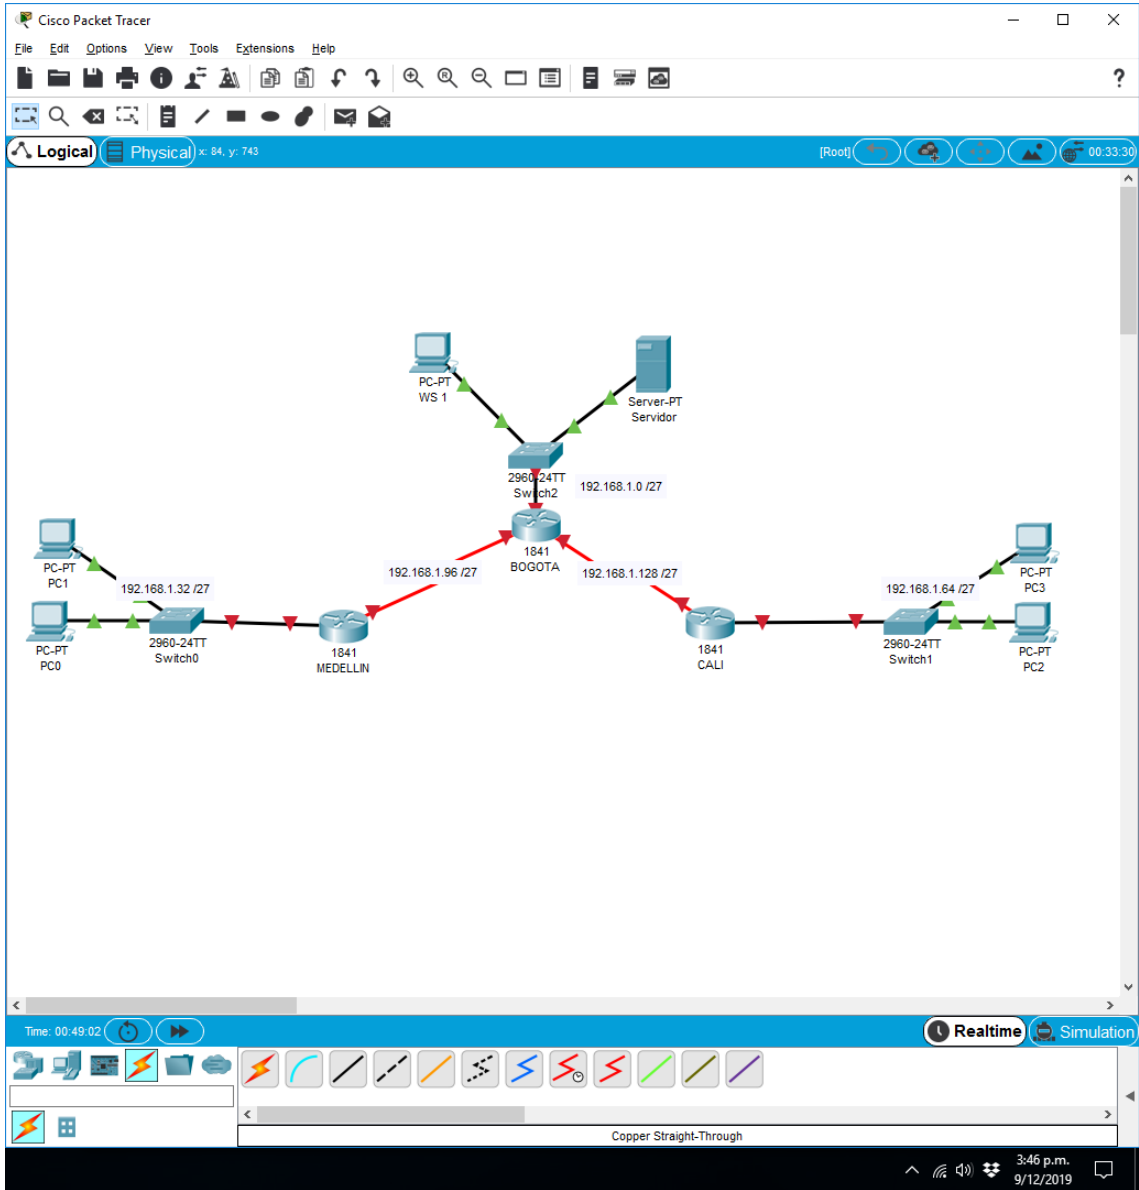 Cisco Packet Tracer
File Edit Options View Tools Extensions Help
?
Logical Physical x: 84, y: 743 [Root] 00:33:30
PC-PT
WS 1
Server-PT
Servidor
2960-24TT
Switch2
192.168.1.0 /27
1841
BOGOTA
192.168.1.96 /27
192.168.1.128 /27
PC-PT
PC1
192.168.1.32 /27
PC-PT
PC0
2960-24TT
Switch0
1841
MEDELLIN
1841
CALI
192.168.1.64 /27
2960-24TT
Switch1
PC-PT
PC3
PC-PT
PC2
Time: 00:49:02 Realtime Simulation
Copper Straight-Through
3:46 p.m.
9/12/2019